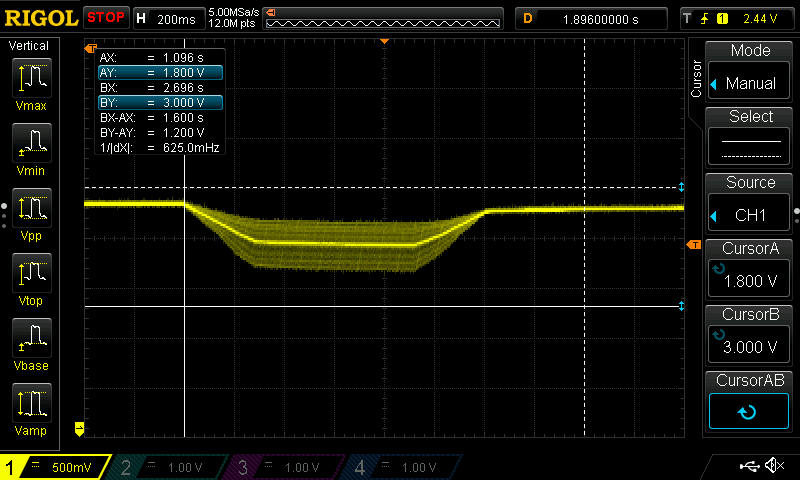 RIGOL STOP H 200ms 5.00MSa/s 12.0M pts D 1.89600000 s T 1 2.44 V
Vertical
Vmax
Vmin
Vpp
Vtop
Vbase
Vamp
T
AX: = 1.096 s
AY: = 1.800 V
BX: = 2.696 s
BY: = 3.000 V
BX-AX: = 1.600 s
BY-AY: = 1.200 V
1/|dX|: = 625.0mHz
T
Cursor
Mode
Manual
Select
Source
CH1
CursorA
1.800 V
CursorB
3.000 V
CursorAB
1 500mV 2 1.00 V 3 1.00 V 4 1.00 V